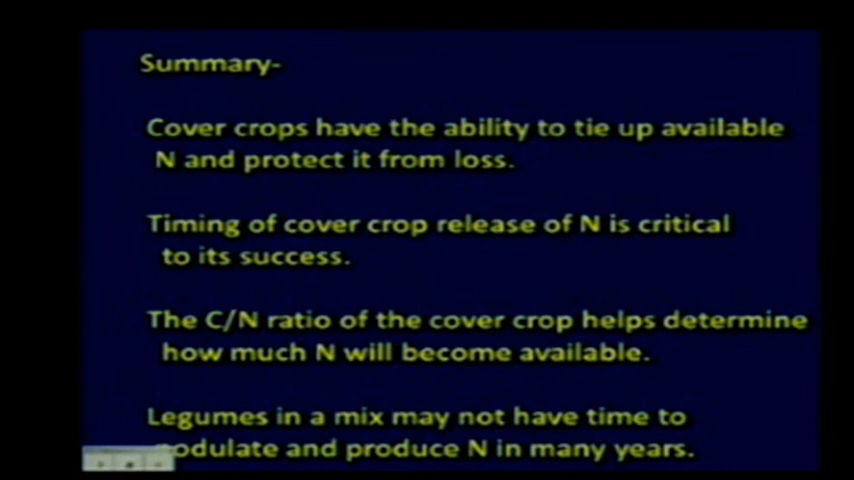 Summary-
Cover crops have the ability to tie up available
N and protect it from loss.
Timing of cover crop release of N is critical
to its success.
The C/N ratio of the cover crop helps determine
how much N will become available.
Legumes in a mix may not have time to
nodulate and produce N in many years.